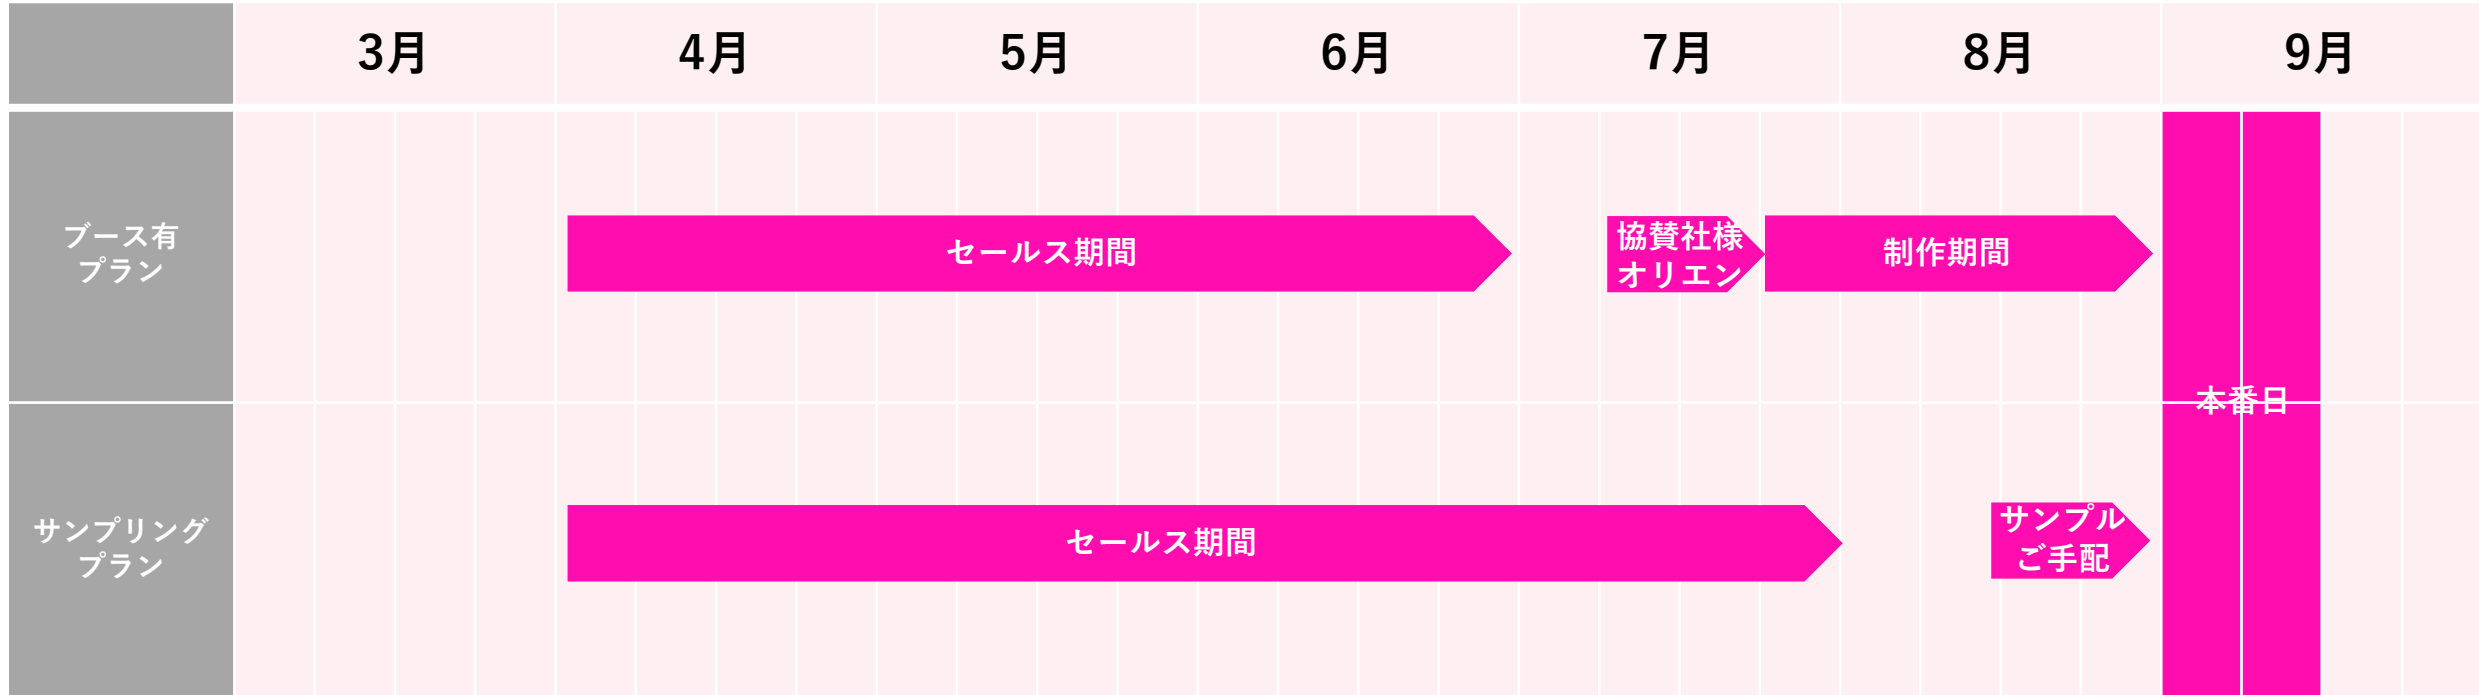 3月 4月 5月 6月 7月 8月 9月
ブース有
プラン
セールス期間
協賛社様
オリエン
制作期間
本番日
サンプリング
プラン
セールス期間
サンプル
ご手配